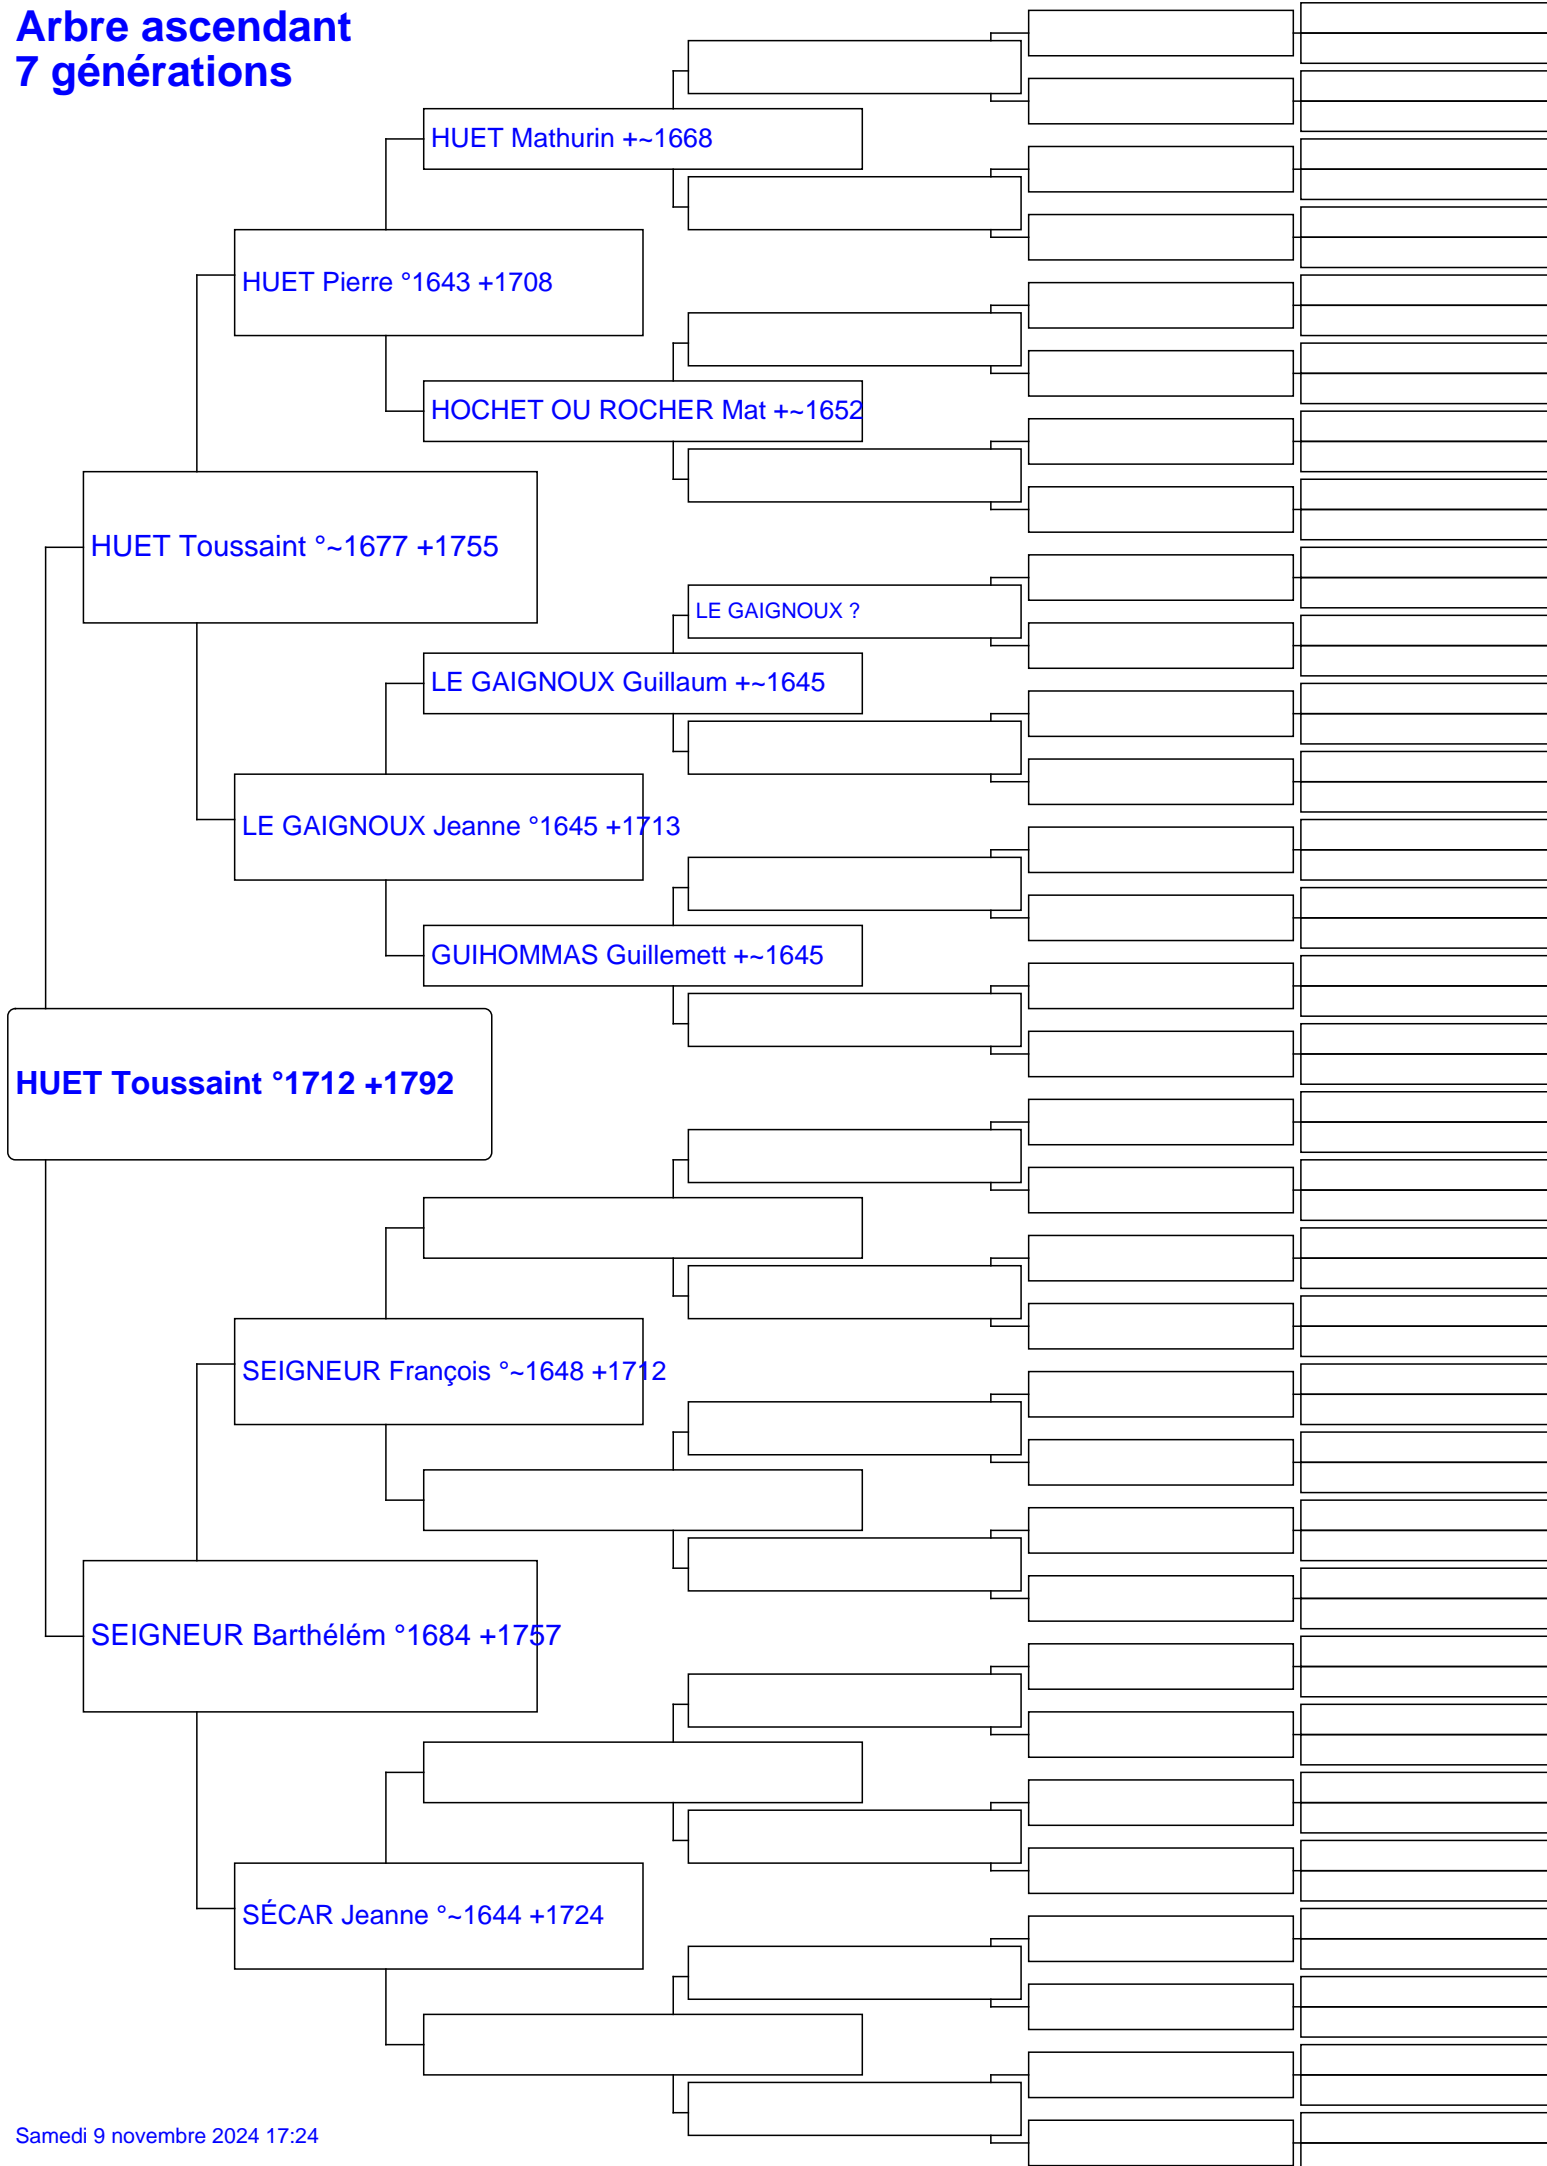 Arbre ascendant
7 générations
HUET Mathurin +~1668
HUET Pierre °1643 +1708
HOCHET OU ROCHER Mat +~1652
HUET Toussaint °~1677 +1755
LE GAIGNOUX ?
LE GAIGNOUX Guillaum +~1645
LE GAIGNOUX Jeanne °1645 +1713
GUIHOMMAS Guillemett +~1645
HUET Toussaint °1712 +1792
SEIGNEUR François °~1648 +1712
SEIGNEUR Barthélém °1684 +1757
SÉCAR Jeanne °~1644 +1724
Samedi 9 novembre 2024 17:24